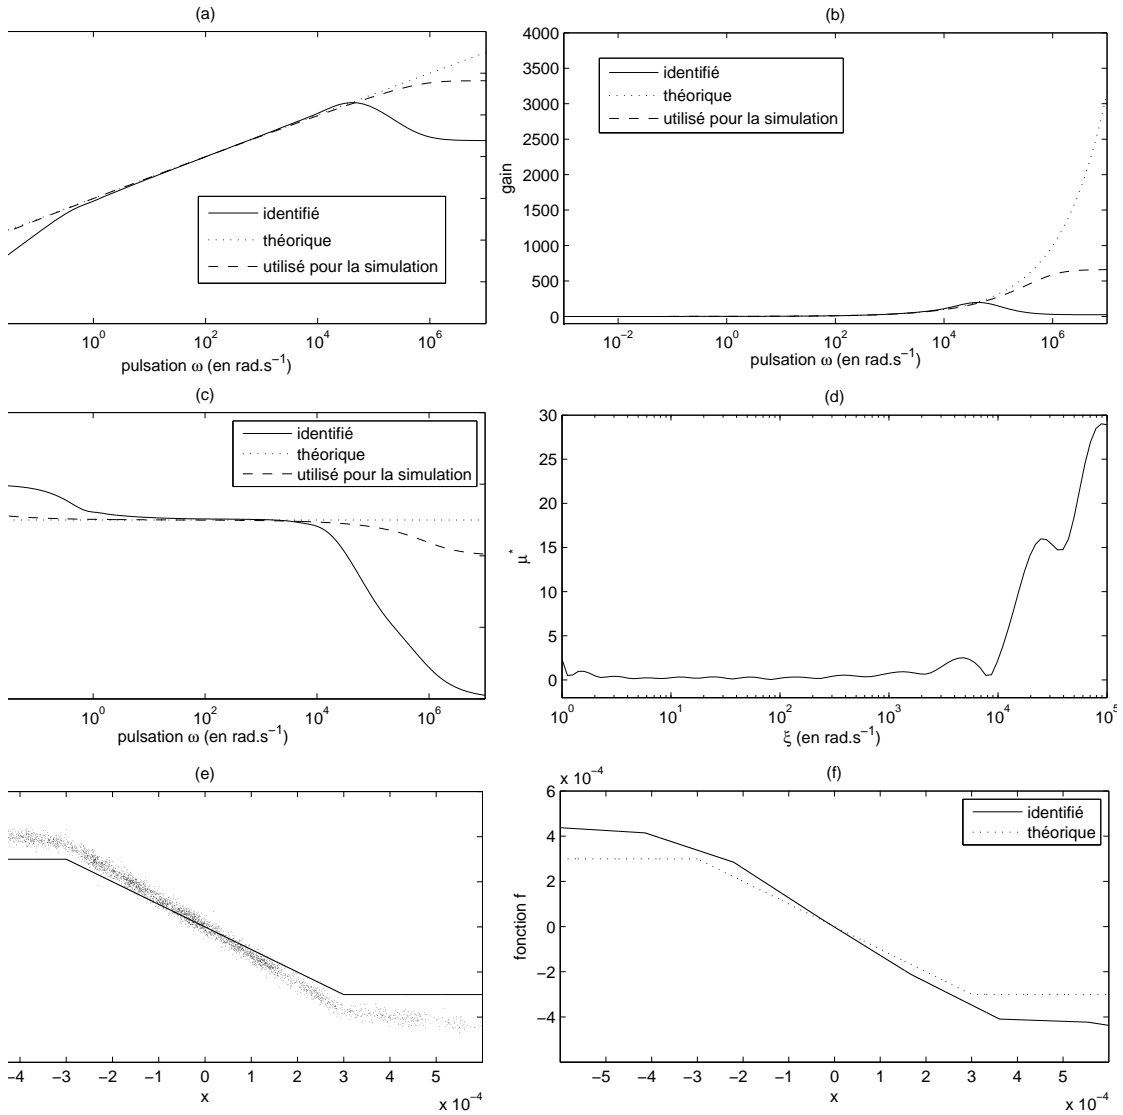 (a)
identifié
théorique
utilisé pour la simulation
10^0 10^2 10^4 10^6
pulsation ω (en rad.s^−1)
(b)
4000
3500
3000
2500
2000
1500
1000
500
0
gain
identifié
théorique
utilisé pour la simulation
10^−2 10^0 10^2 10^4 10^6
pulsation ω (en rad.s^−1)
(c)
identifié
théorique
utilisé pour la simulation
10^0 10^2 10^4 10^6
pulsation ω (en rad.s^−1)
(d)
30
25
20
15
10
5
0
μ*
10^0 10^1 10^2 10^3 10^4 10^5
ξ (en rad.s^−1)
(e)
−4 −3 −2 −1 0 1 2 3 4 5
x
x 10^−4
(f)
x 10^−4
6
4
2
0
−2
−4
fonction f
identifié
théorique
−5 −4 −3 −2 −1 0 1 2 3 4 5
x
x 10^−4